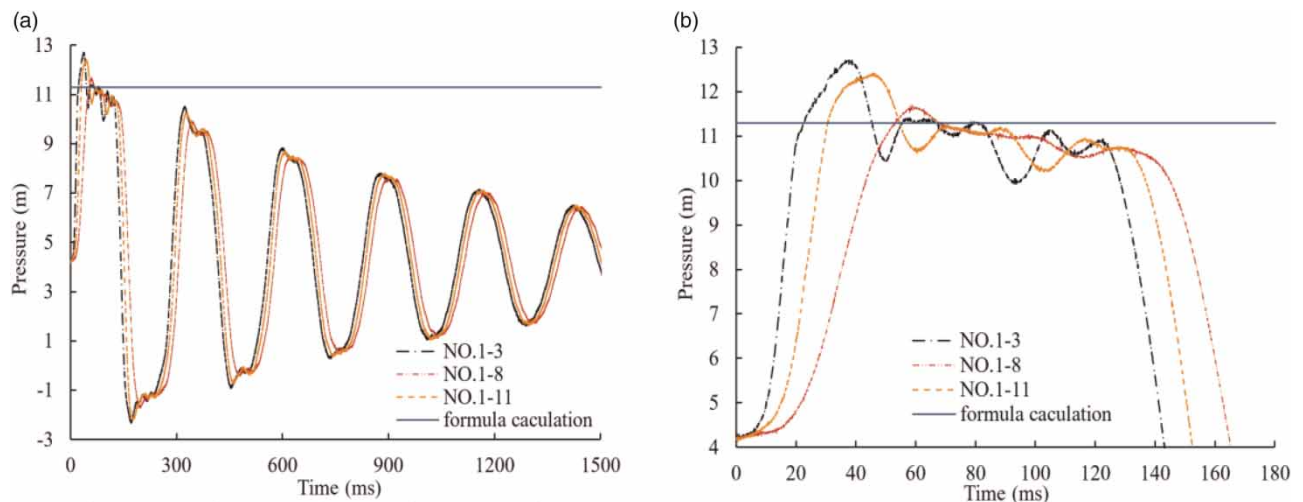 (a)
13
11
9
7
5
3
1
-1
-3
Pressure (m)
0 300 600 900 1200 1500
Time (ms)
NO.1-3
NO.1-8
NO.1-11
formula caculation
(b)
13
12
11
10
9
8
7
6
5
4
Pressure (m)
0 20 40 60 80 100 120 140 160 180
Time (ms)
NO.1-3
NO.1-8
NO.1-11
formula caculation